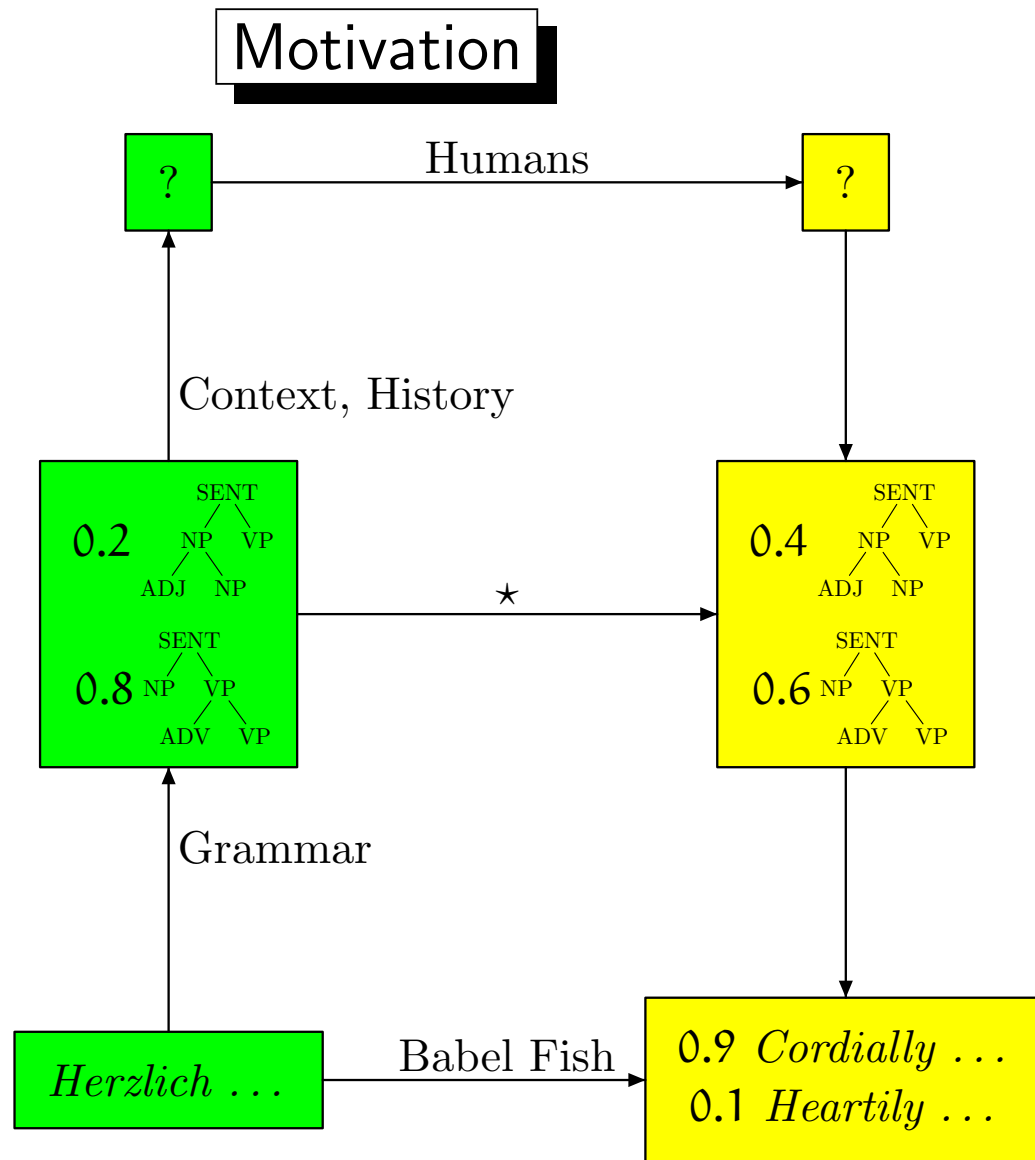 Motivation
? Humans ?
Context, History
SENT SENT
0.2 NP VP 0.4 NP VP
ADJ NP ADJ NP
⋆
SENT SENT
0.8 NP VP 0.6 NP VP
ADV VP ADV VP
Grammar
0.9 Cordially ...
Herzlich ... Babel Fish
0.1 Heartily ...